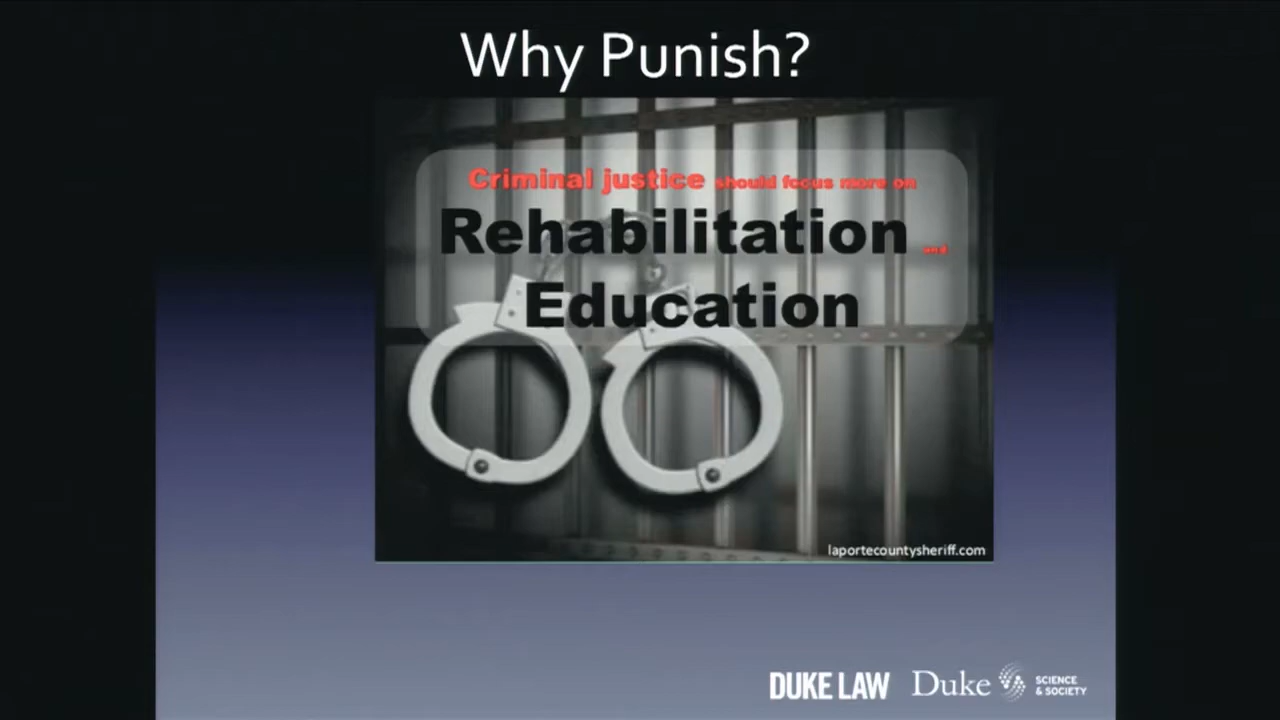 Why Punish?
Criminal justice should focus more on
Rehabilitation and
Education
laportecountysheriff.com
DUKE LAW Duke SCIENCE
& SOCIETY